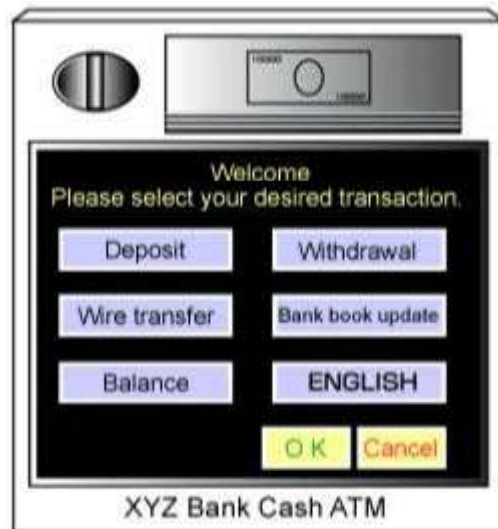 Welcome
Please select your desired transaction.
Deposit
Withdrawal
Wire transfer
Bank book update
Balance
ENGLISH
O K
Cancel
XYZ Bank Cash ATM